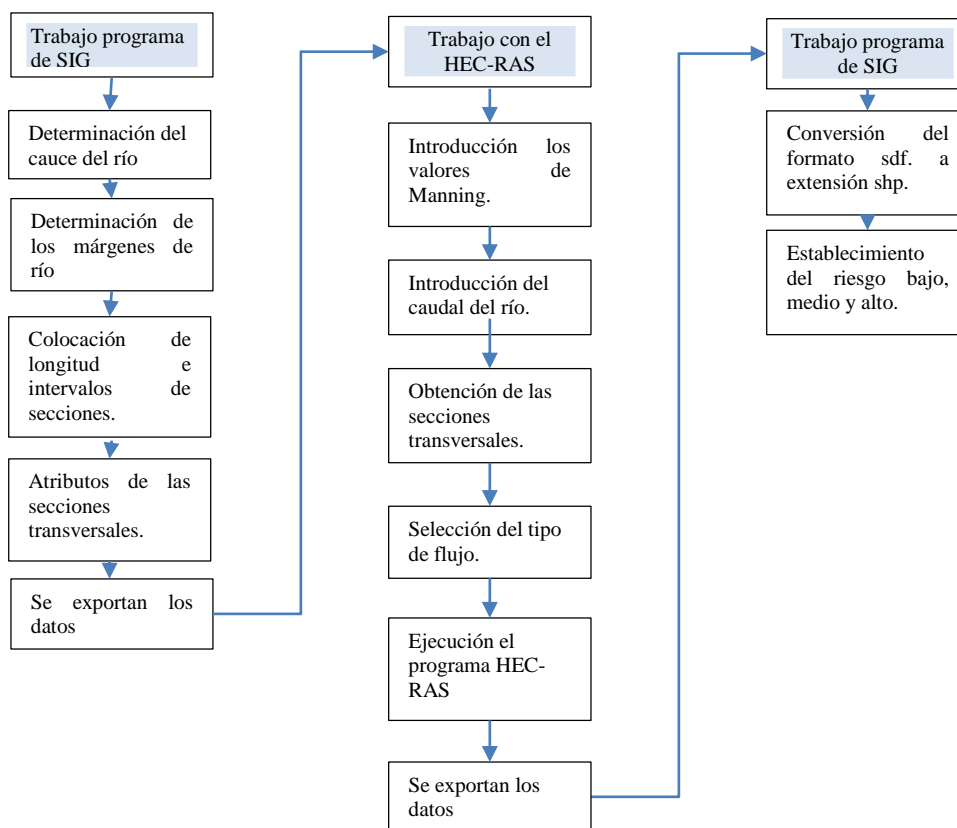 Trabajo programa
de SIG
Determinación del
cauce del río
Determinación de
los márgenes de
río
Colocación de
longitud e
intervalos de
secciones.
Atributos de las
secciones
transversales.
Se exportan los
datos
Trabajo con el
HEC-RAS
Introducción los
valores de
Manning.
Introducción del
caudal del río.
Obtención de las
secciones
transversales.
Selección del tipo
de flujo.
Ejecución el
programa HEC-
RAS
Se exportan los
datos
Trabajo programa
de SIG
Conversión del
formato sdf. a
extensión shp.
Establecimiento
del riesgo bajo,
medio y alto.